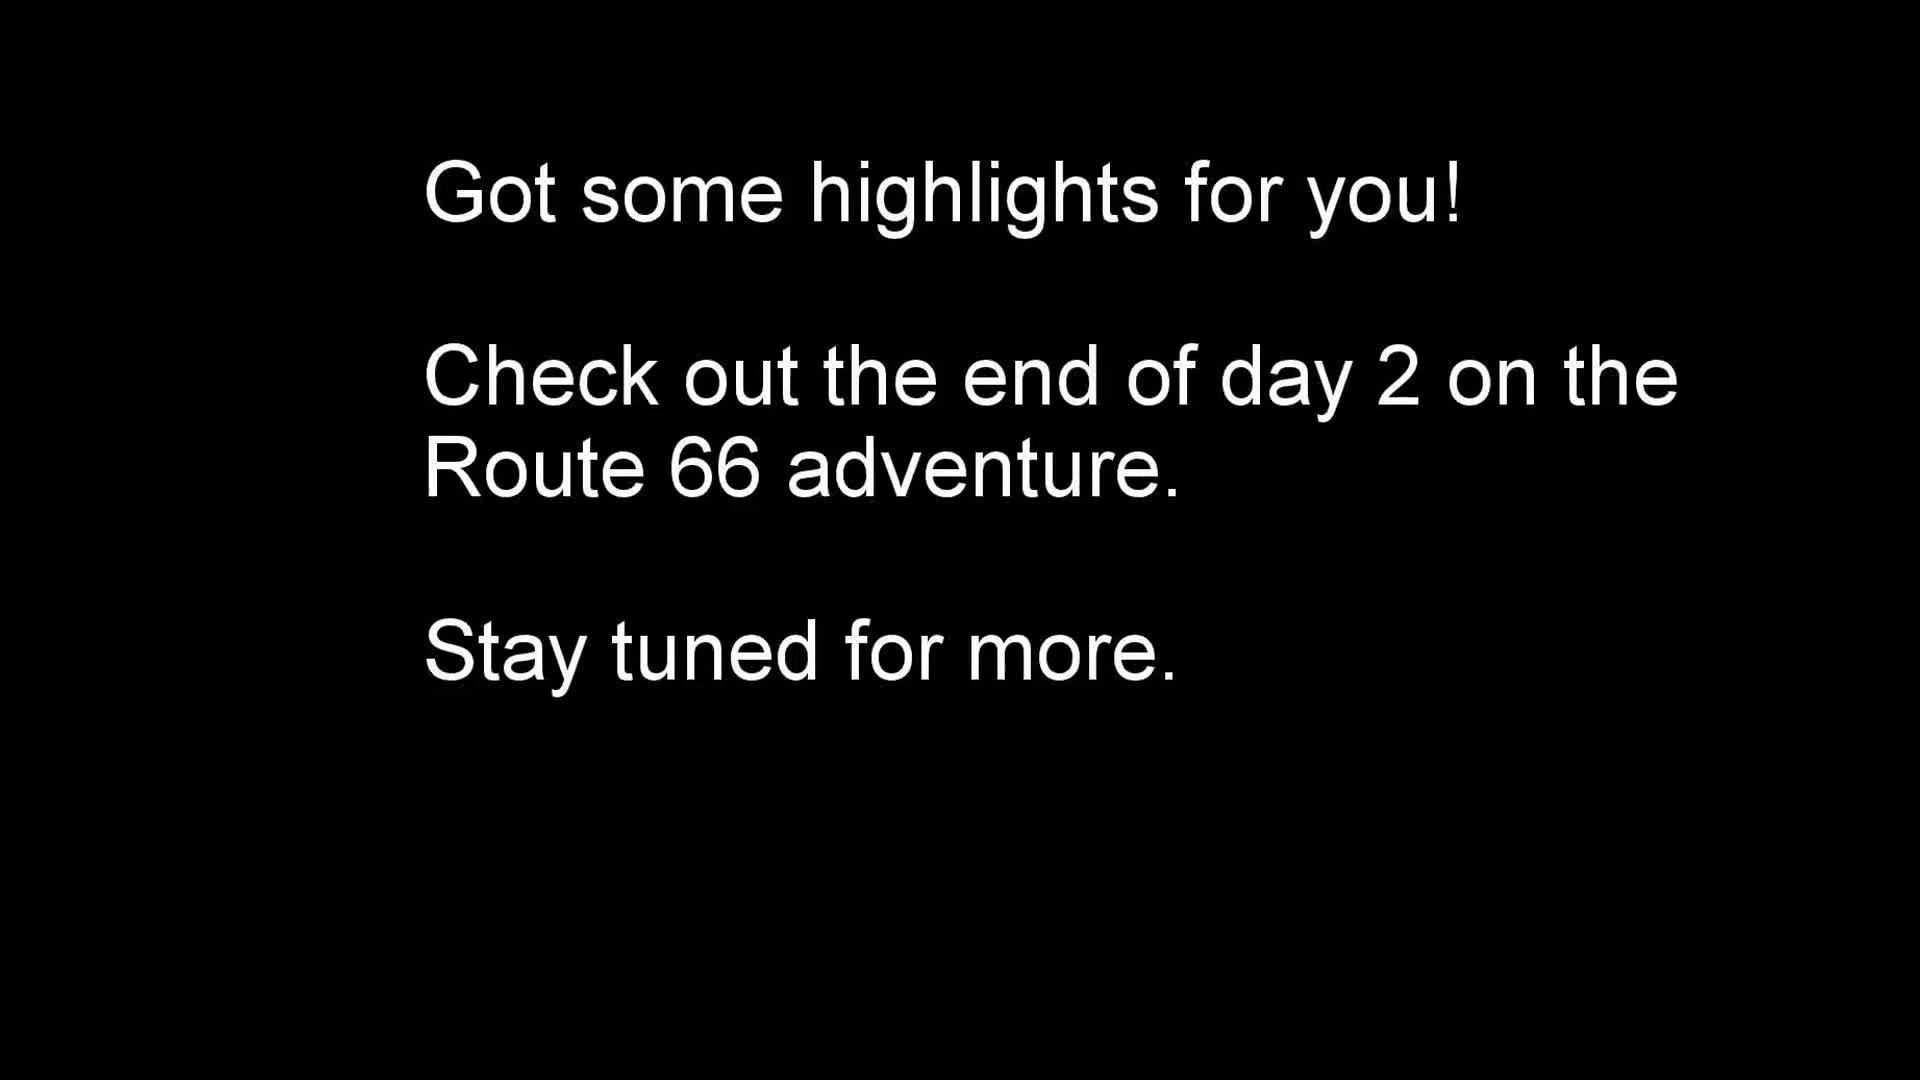 Got some highlights for you!
Check out the end of day 2 on the
Route 66 adventure.
Stay tuned for more.